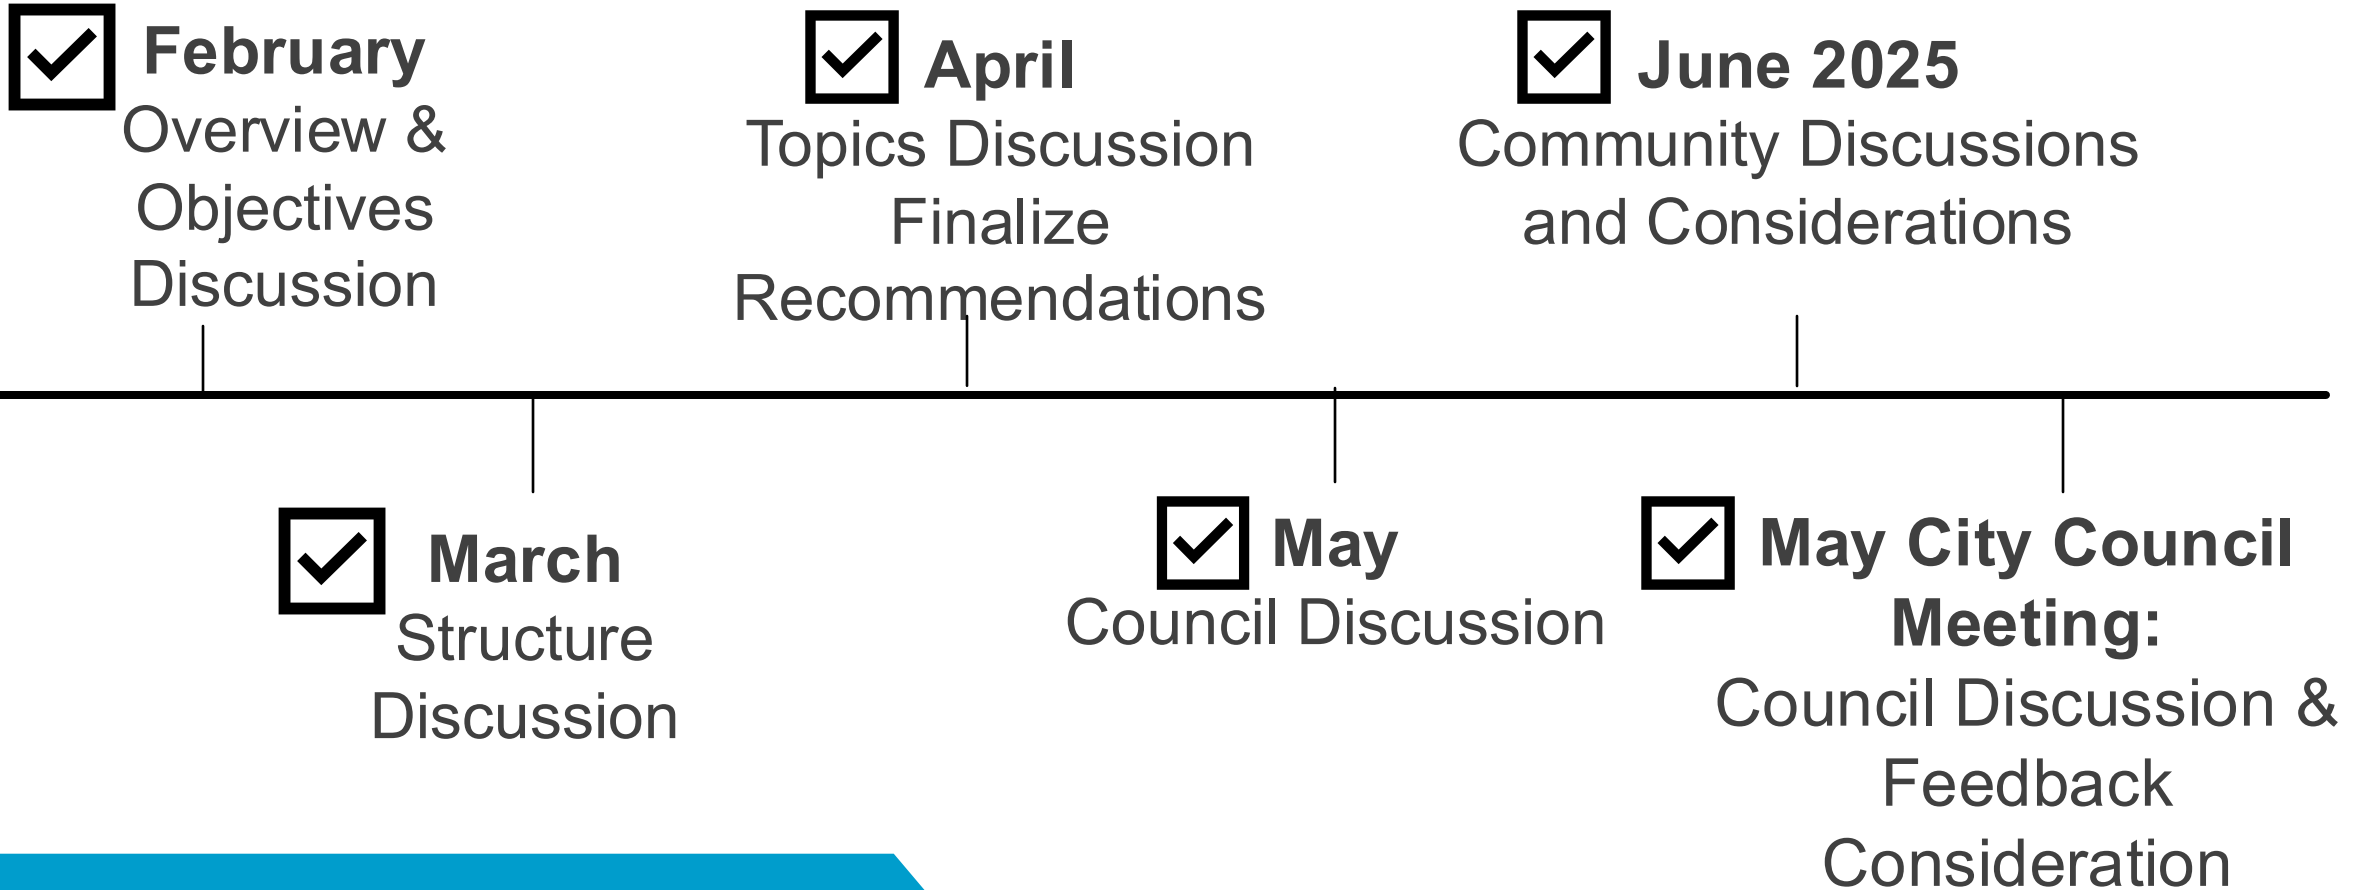 February
Overview &
Objectives
Discussion
March
Structure
Discussion
April
Topics Discussion
Finalize
Recommendations
May
Council Discussion
June 2025
Community Discussions
and Considerations
May City Council
Meeting:
Council Discussion &
Feedback
Consideration